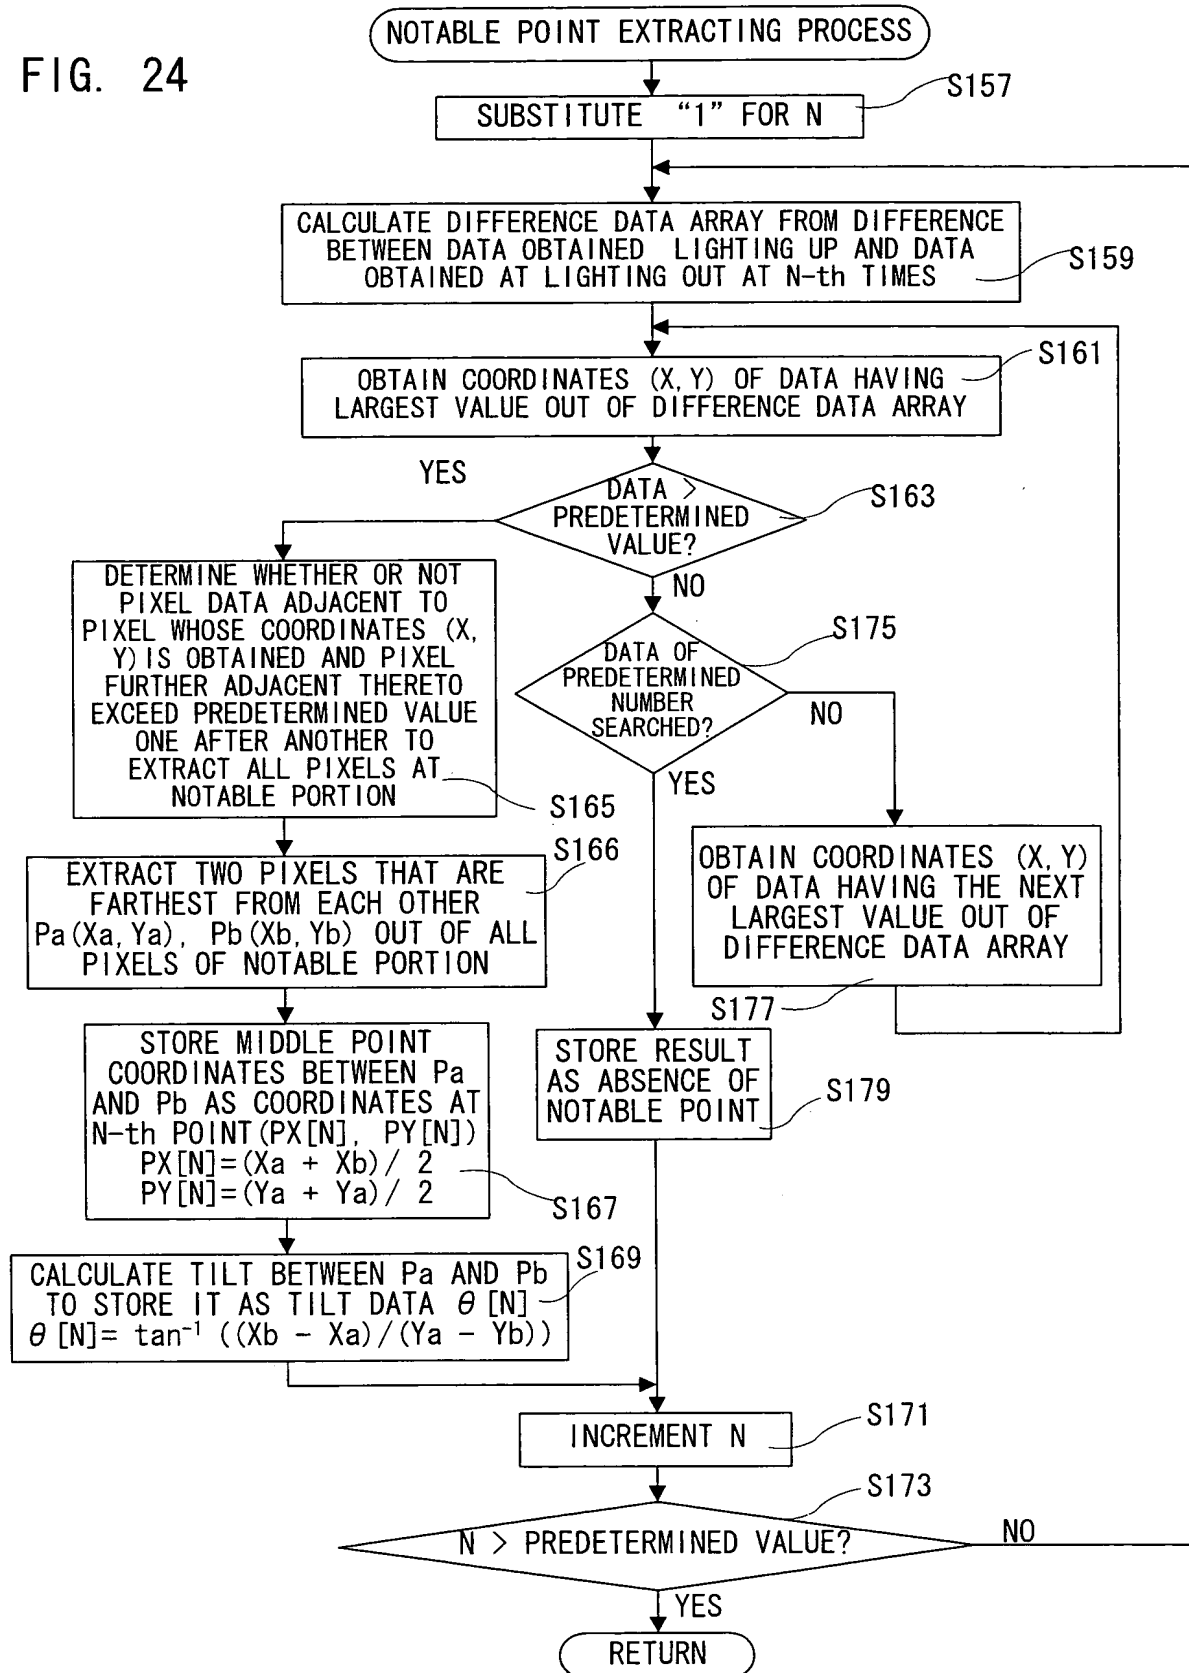 FIG. 24
NOTABLE POINT EXTRACTING PROCESS
S157
SUBSTITUTE “1” FOR N
CALCULATE DIFFERENCE DATA ARRAY FROM DIFFERENCE
BETWEEN DATA OBTAINED LIGHTING UP AND DATA
OBTAINED AT LIGHTING OUT AT N-th TIMES
S159
S161
OBTAIN COORDINATES (X, Y) OF DATA HAVING
LARGEST VALUE OUT OF DIFFERENCE DATA ARRAY
YES
DATA >
PREDETERMINED
VALUE?
S163
NO
DETERMINE WHETHER OR NOT
PIXEL DATA ADJACENT TO
PIXEL WHOSE COORDINATES (X,
Y) IS OBTAINED AND PIXEL
FURTHER ADJACENT THERETO
EXCEED PREDETERMINED VALUE
ONE AFTER ANOTHER TO
EXTRACT ALL PIXELS AT
NOTABLE PORTION
S165
S175
DATA OF
PREDETERMINED
NUMBER
SEARCHED?
NO
YES
S166
EXTRACT TWO PIXELS THAT ARE
FARTHEST FROM EACH OTHER
Pa(Xa, Ya), Pb(Xb, Yb) OUT OF ALL
PIXELS OF NOTABLE PORTION
OBTAIN COORDINATES (X, Y)
OF DATA HAVING THE NEXT
LARGEST VALUE OUT OF
DIFFERENCE DATA ARRAY
S177
STORE MIDDLE POINT
COORDINATES BETWEEN Pa
AND Pb AS COORDINATES AT
N-th POINT(PX[N], PY[N])
PX[N]=(Xa + Xb)/ 2
PY[N]=(Ya + Ya)/ 2
S167
STORE RESULT
AS ABSENCE OF
NOTABLE POINT
S179
S169
CALCULATE TILT BETWEEN Pa AND Pb
TO STORE IT AS TILT DATA θ [N]
θ [N]= tan⁻¹ ((Xb - Xa)/(Ya - Yb))
INCREMENT N
S171
S173
N > PREDETERMINED VALUE?
NO
YES
RETURN